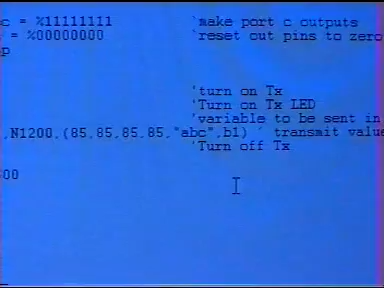 c = %11111111 'make port c outputs
= %00000000 'reset out pins to zero
p
'turn on Tx
'Turn on Tx LED
'variable to be sent in
,N1200,(85,85,85,85,"abc",b1) ' transmit value
'Turn off Tx
00